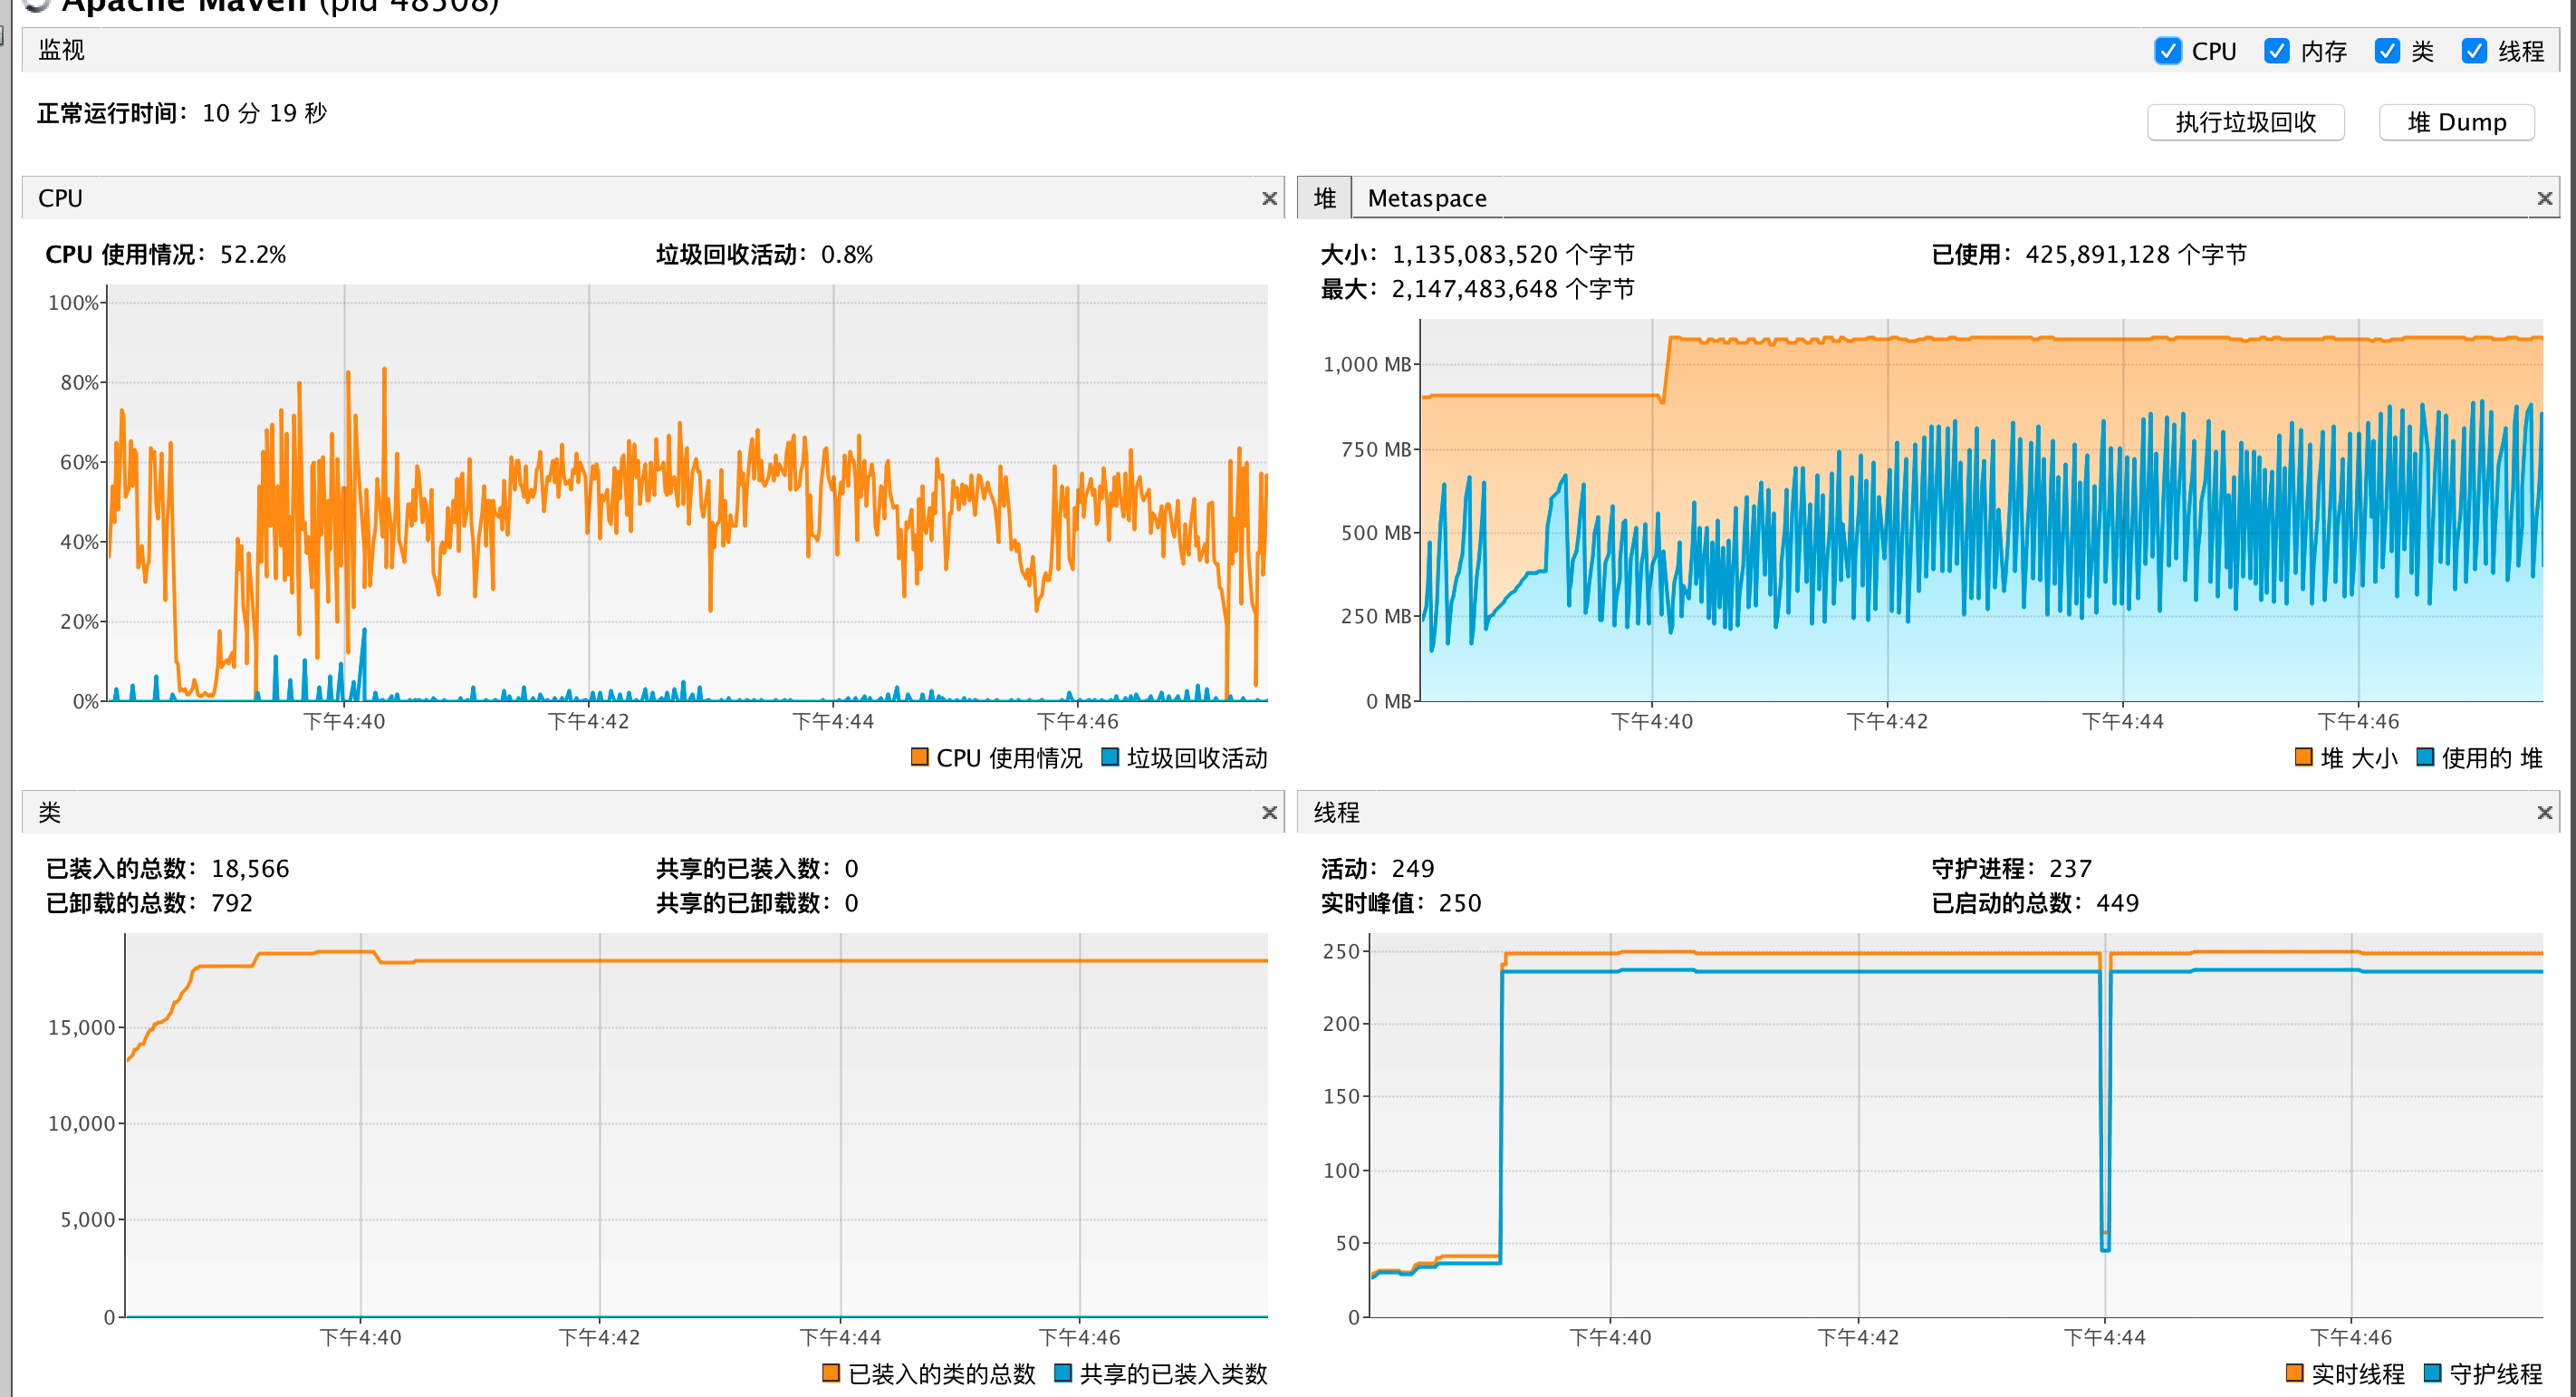 Apache Maven (pid 48508)
监视
CPU 内存 类 线程
正常运行时间: 10 分 19 秒
执行垃圾回收 堆 Dump
CPU
CPU 使用情况: 52.2% 垃圾回收活动: 0.8%
100%
80%
60%
40%
20%
0%
下午4:40 下午4:42 下午4:44 下午4:46
CPU 使用情况 垃圾回收活动
堆 Metaspace
大小: 1,135,083,520 个字节 已使用: 425,891,128 个字节
最大: 2,147,483,648 个字节
1,000 MB
750 MB
500 MB
250 MB
0 MB
下午4:40 下午4:42 下午4:44 下午4:46
堆 大小 使用的 堆
类
已装入的总数: 18,566 共享的已装入数: 0
已卸载的总数: 792 共享的已卸载数: 0
15,000
10,000
5,000
0
下午4:40 下午4:42 下午4:44 下午4:46
已装入的类的总数 共享的已装入类数
线程
活动: 249 守护进程: 237
实时峰值: 250 已启动的总数: 449
250
200
150
100
50
0
下午4:40 下午4:42 下午4:44 下午4:46
实时线程 守护线程